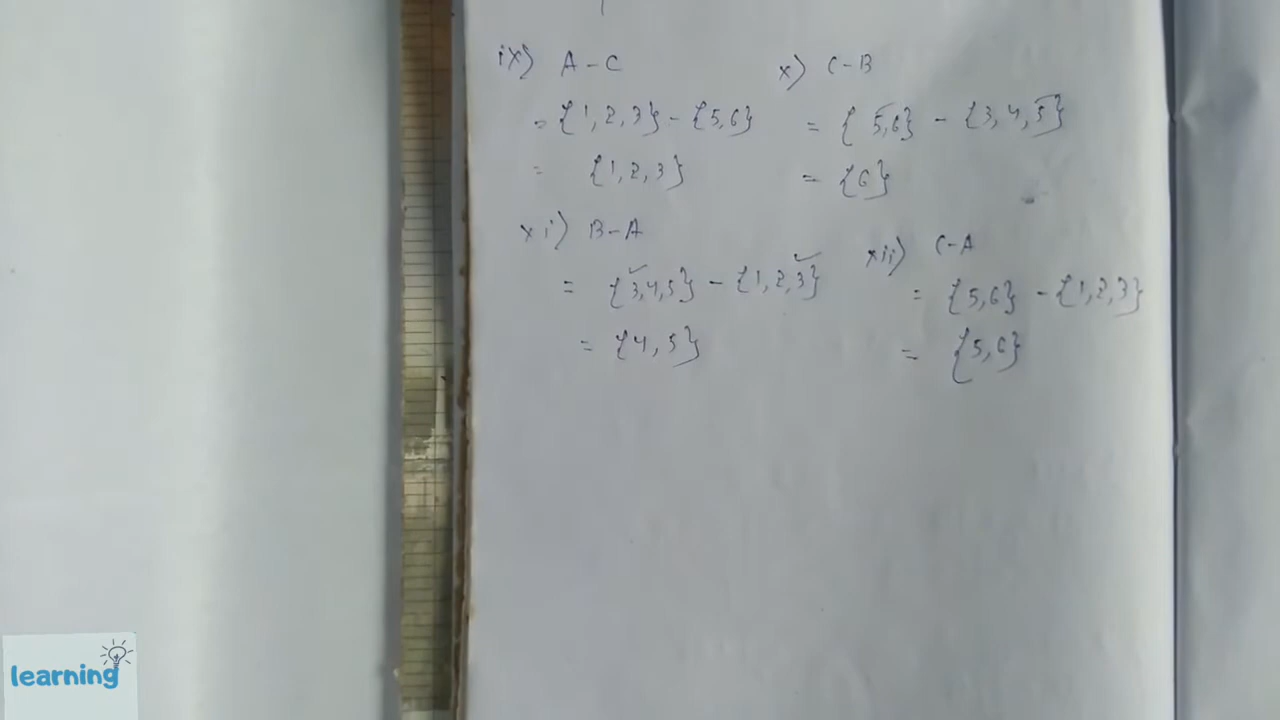 ix) A-C
= {1, 2, 3} - {5, 6}
= {1, 2, 3}
x) C-B
= {5, 6} - {3, 4, 5}
= {6}
xi) B-A
= {3, 4, 5} - {1, 2, 3}
= {4, 5}
xii) C-A
= {5, 6} - {1, 2, 3}
= {5, 6}
learning